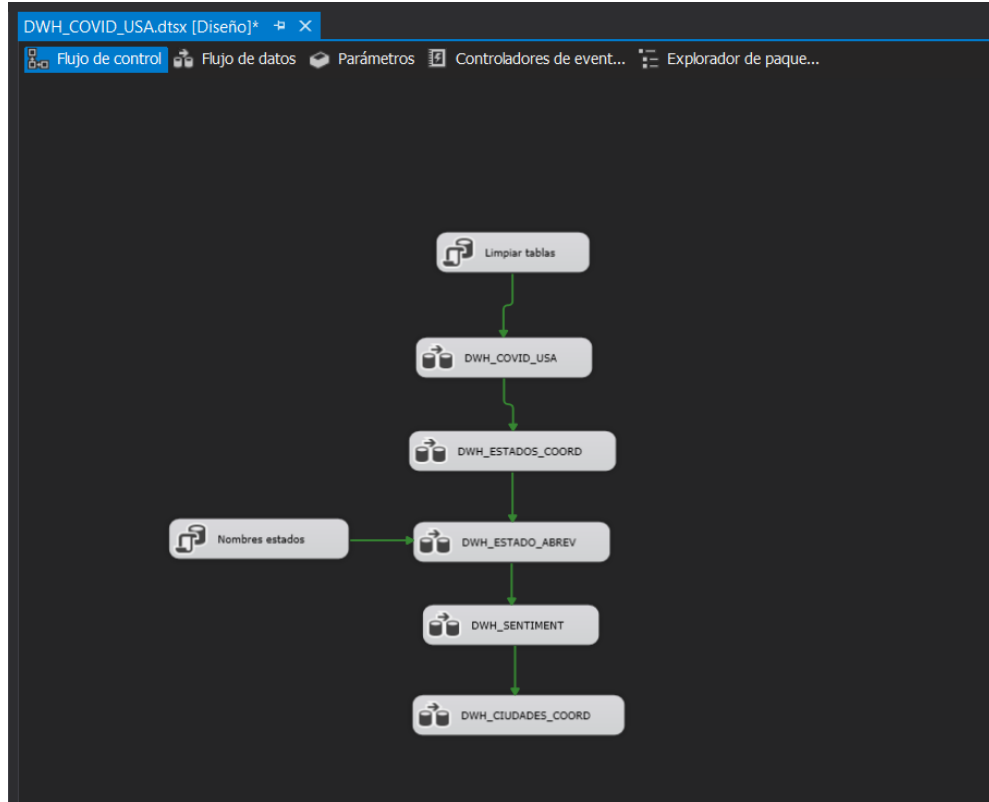 DWH_COVID_USA.dtsx [Diseño]*
Flujo de control Flujo de datos Parámetros Controladores de event... Explorador de paque...
Limpiar tablas
DWH_COVID_USA
DWH_ESTADOS_COORD
Nombres estados DWH_ESTADO_ABREV
DWH_SENTIMENT
DWH_CIUDADES_COORD